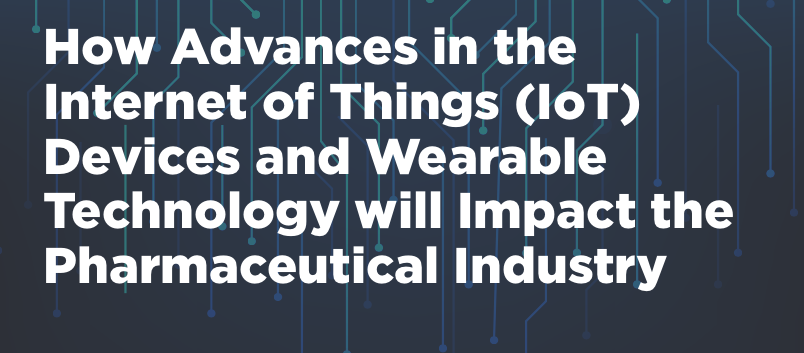 How Advances in the
Internet of Things (IoT)
Devices and Wearable
Technology will Impact the
Pharmaceutical Industry